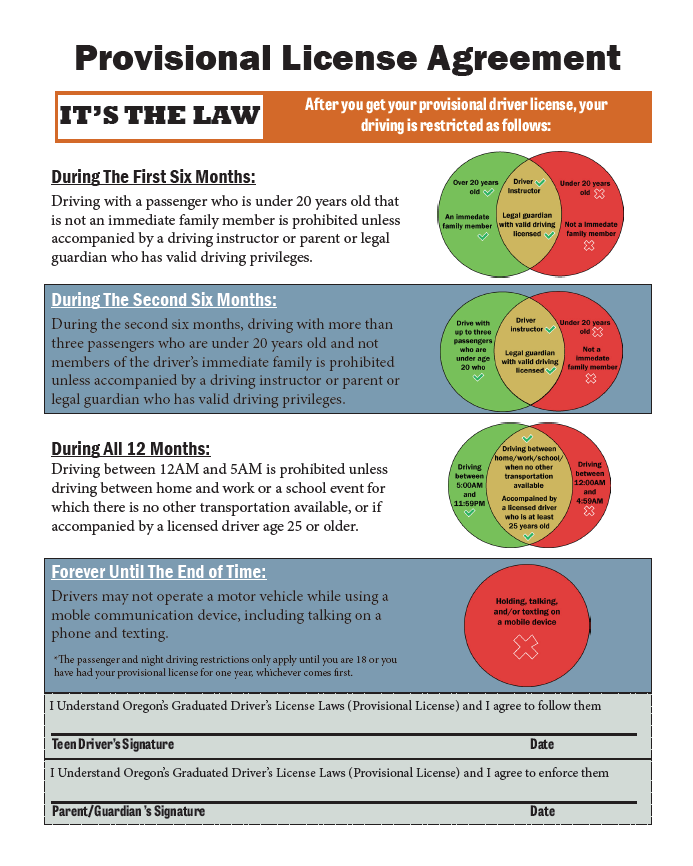 Provisional License Agreement
IT'S THE LAW
After you get your provisional driver license, your
driving is restricted as follows:
During The First Six Months:
Driving with a passenger who is under 20 years old that
is not an immediate family member is prohibited unless
accompanied by a driving instructor or parent or legal
guardian who has valid driving privileges.
Over 20 years
old
An immedate
family member
Driver
Instructor
Legal guardian
with valid driving
licensed
Under 20 years
old
Not a Immediate
family member
During The Second Six Months:
During the second six months, driving with more than
three passengers who are under 20 years old and not
members of the driver's immediate family is prohibited
unless accompanied by a driving instructor or parent or
legal guardian who has valid driving privileges.
Drive with
up to three
passengers
who are
under age
20 who
Driver
instructor
Legal guardian
with valid driving
licensed
Under 20 years
old
Not a
immediate
family member
During All 12 Months:
Driving between 12AM and 5AM is prohibited unless
driving between home and work or a school event for
which there is no other transportation available, or if
accompanied by a licensed driver age 25 or older.
Driving
between
5:00AM
and
11:59PM
Driving between
home/work/school/
when no other
transportation
available
Accompained by
a licensed driver
who is at least
25 years old
Driving
between
12:00AM
and
4:59AM
Forever Until The End of Time:
Drivers may not operate a motor vehicle while using a
moble communication device, including talking on a
phone and texting.
*The passenger and night driving restrictions only apply until you are 18 or you
have had your provisional license for one year, whichever comes first.
Holding, talking,
and/or texting on
a mobile device
I Understand Oregon's Graduated Driver's License Laws (Provisional License) and I agree to follow them
Teen Driver's Signature Date
I Understand Oregon's Graduated Driver's License Laws (Provisional License) and I agree to enforce them
Parent/Guardian 's Signature Date